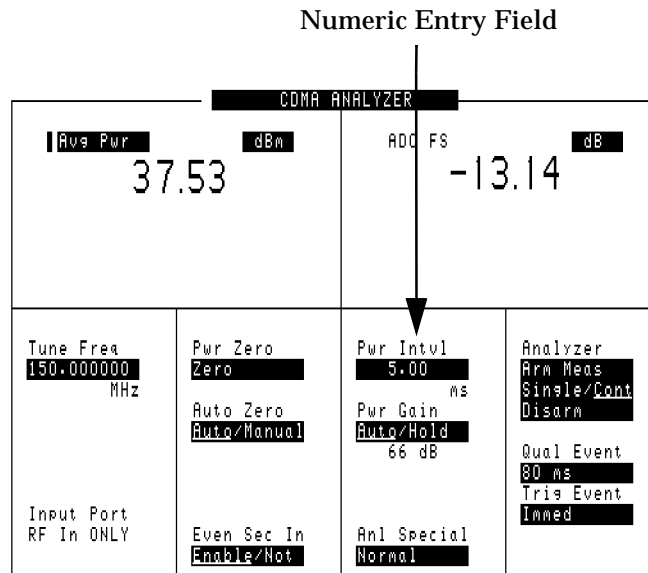 Numeric Entry Field
CDMA ANALYZER
Avg Pwr dBm
37.53
ADC FS dB
-13.14
Tune Freq
150.000000
MHz
Input Port
RF In ONLY
Pwr Zero
Zero
Auto Zero
Auto/Manual
Even Sec In
Enable/Not
Pwr Intvl
5.00
ms
Pwr Gain
Auto/Hold
66 dB
Anl Special
Normal
Analyzer
Arm Meas
Single/Cont
Disarm
Qual Event
80 ms
Trig Event
Immed